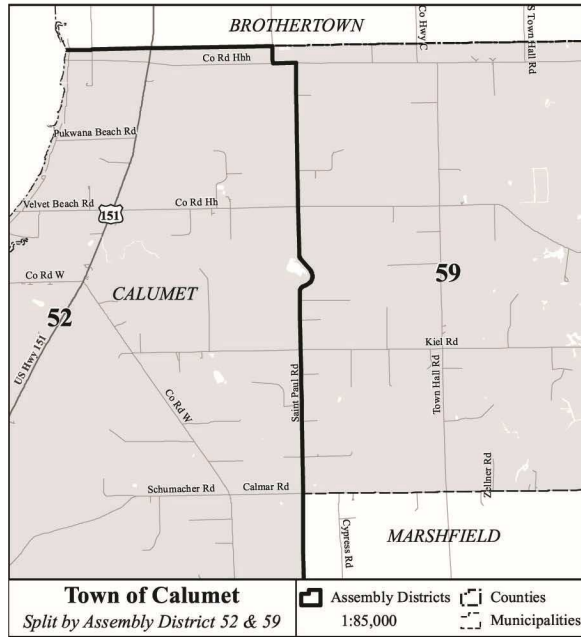 BROTHERTOWN
Co Hwy C
S Town Hall Rd
Co Rd Hhh
Pukwana Beach Rd
Velvet Beach Rd
Co Rd Hh
151
Co Rd W
CALUMET
59
52
US Hwy 151
Kiel Rd
Saint Paul Rd
Town Hall Rd
Co Rd W
Zellner Rd
Schumacher Rd
Calmar Rd
Cypress Rd
MARSHFIELD
Town of Calumet
Split by Assembly District 52 & 59
Assembly Districts
Counties
1:85,000
Municipalities